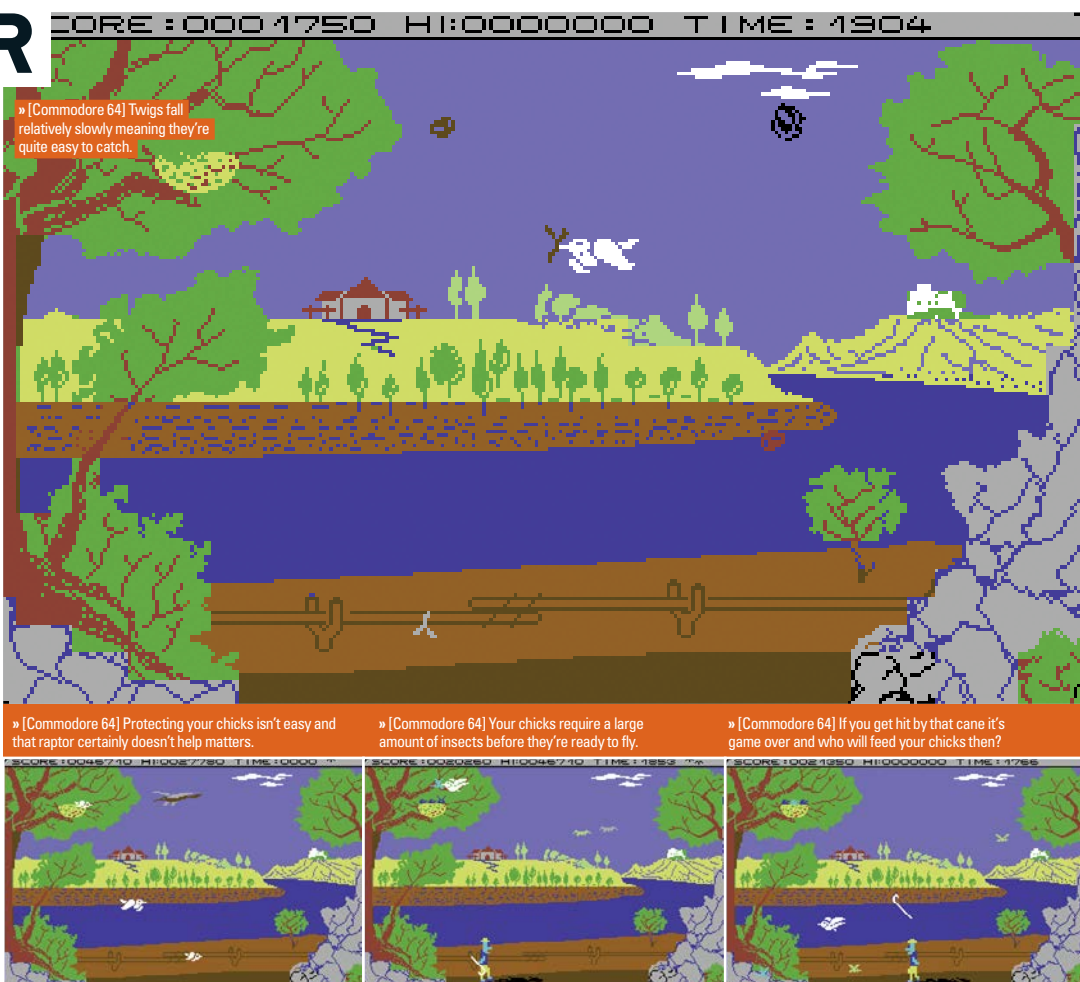 R
CORE:0001750 HI:0000000 TIME:1904
» [Commodore 64] Twigs fall
relatively slowly meaning they're
quite easy to catch.
» [Commodore 64] Protecting your chicks isn't easy and
that raptor certainly doesn't help matters.
» [Commodore 64] Your chicks require a large
amount of insects before they're ready to fly.
» [Commodore 64] If you get hit by that cane it's
game over and who will feed your chicks then?
SCORE:0046710 HI:0027780 TIME:0000
SCORE:0020260 HI:0046710 TIME:1853
SCORE:0021350 HI:0000000 TIME:1766